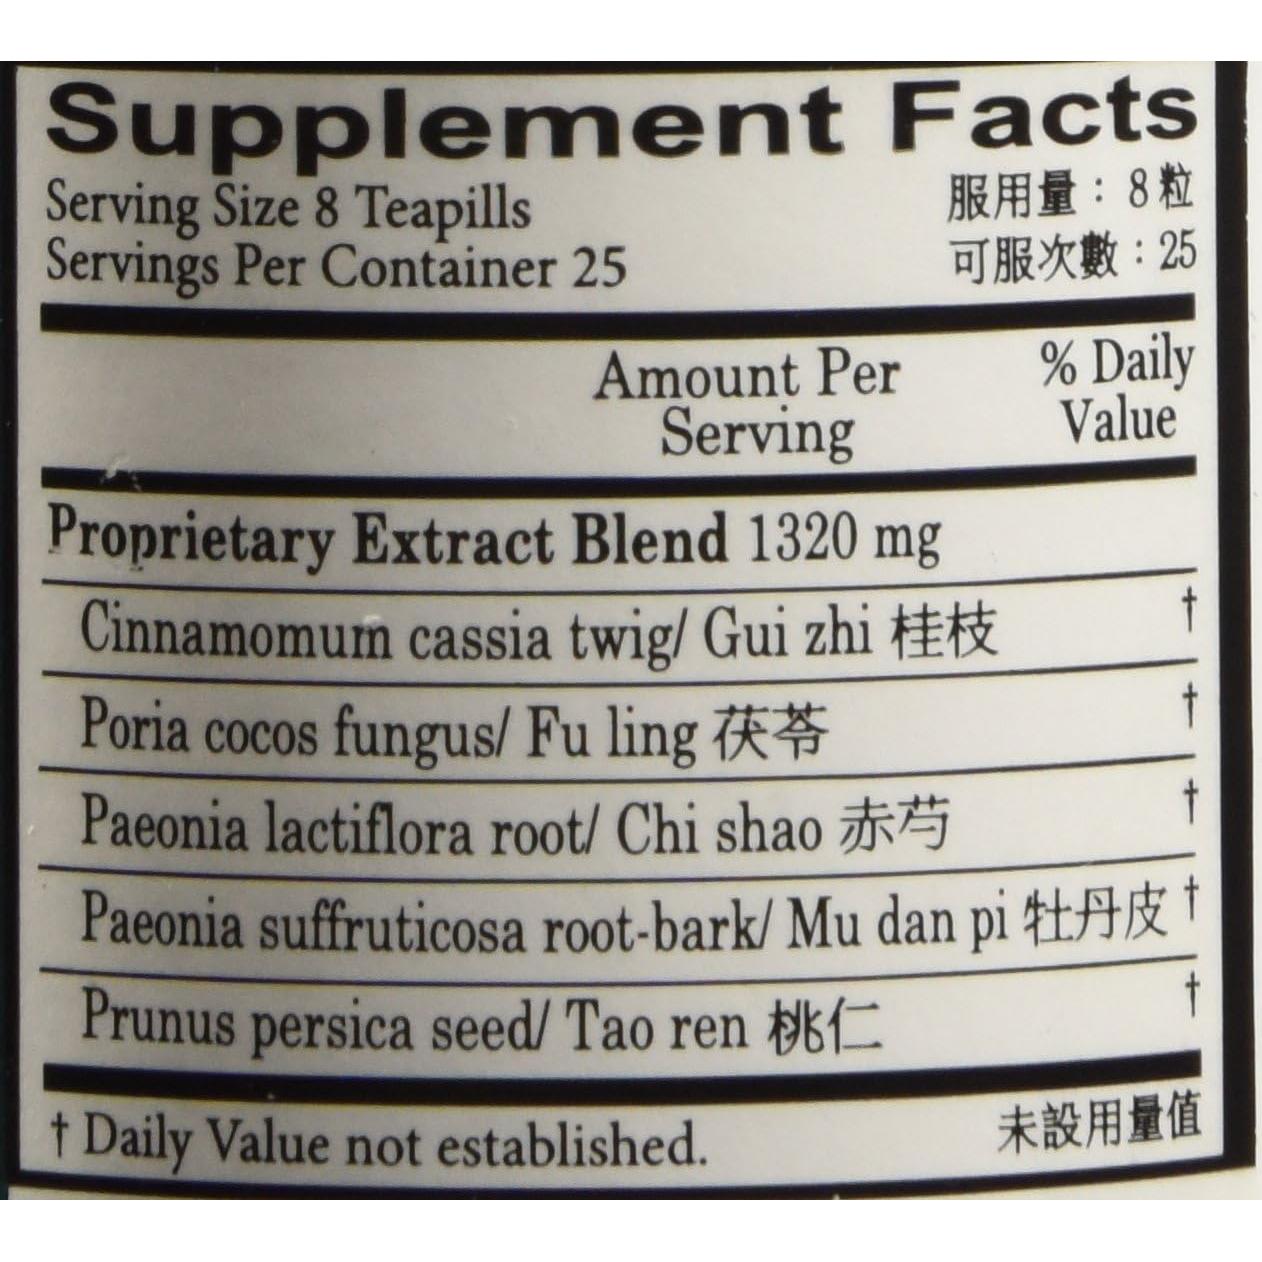 Supplement Facts
Serving Size 8 Teapills 服用量：8粒
Servings Per Container 25 可服次數：25
Amount Per % Daily
Serving Value
Proprietary Extract Blend 1320 mg
Cinnamomum cassia twig/ Gui zhi 桂枝 †
Poria cocos fungus/ Fu ling 茯苓 †
Paeonia lactiflora root/ Chi shao 赤芍 †
Paeonia suffruticosa root-bark/ Mu dan pi 牡丹皮 †
Prunus persica seed/ Tao ren 桃仁 †
† Daily Value not established. 未設用量值